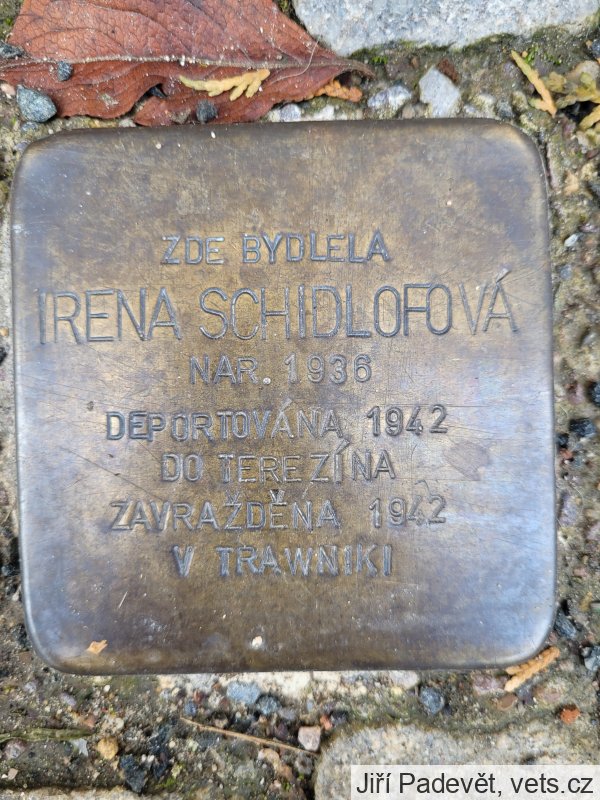 ZDE BYDLELA
IRENA SCHIDLOFOVÁ
NAR. 1936
DEPORTOVÁNA 1942
DO TEREZÍNA
ZAVRAŽDĚNA 1942
V TRAWNIKI
Jiří Padevět, vets.cz